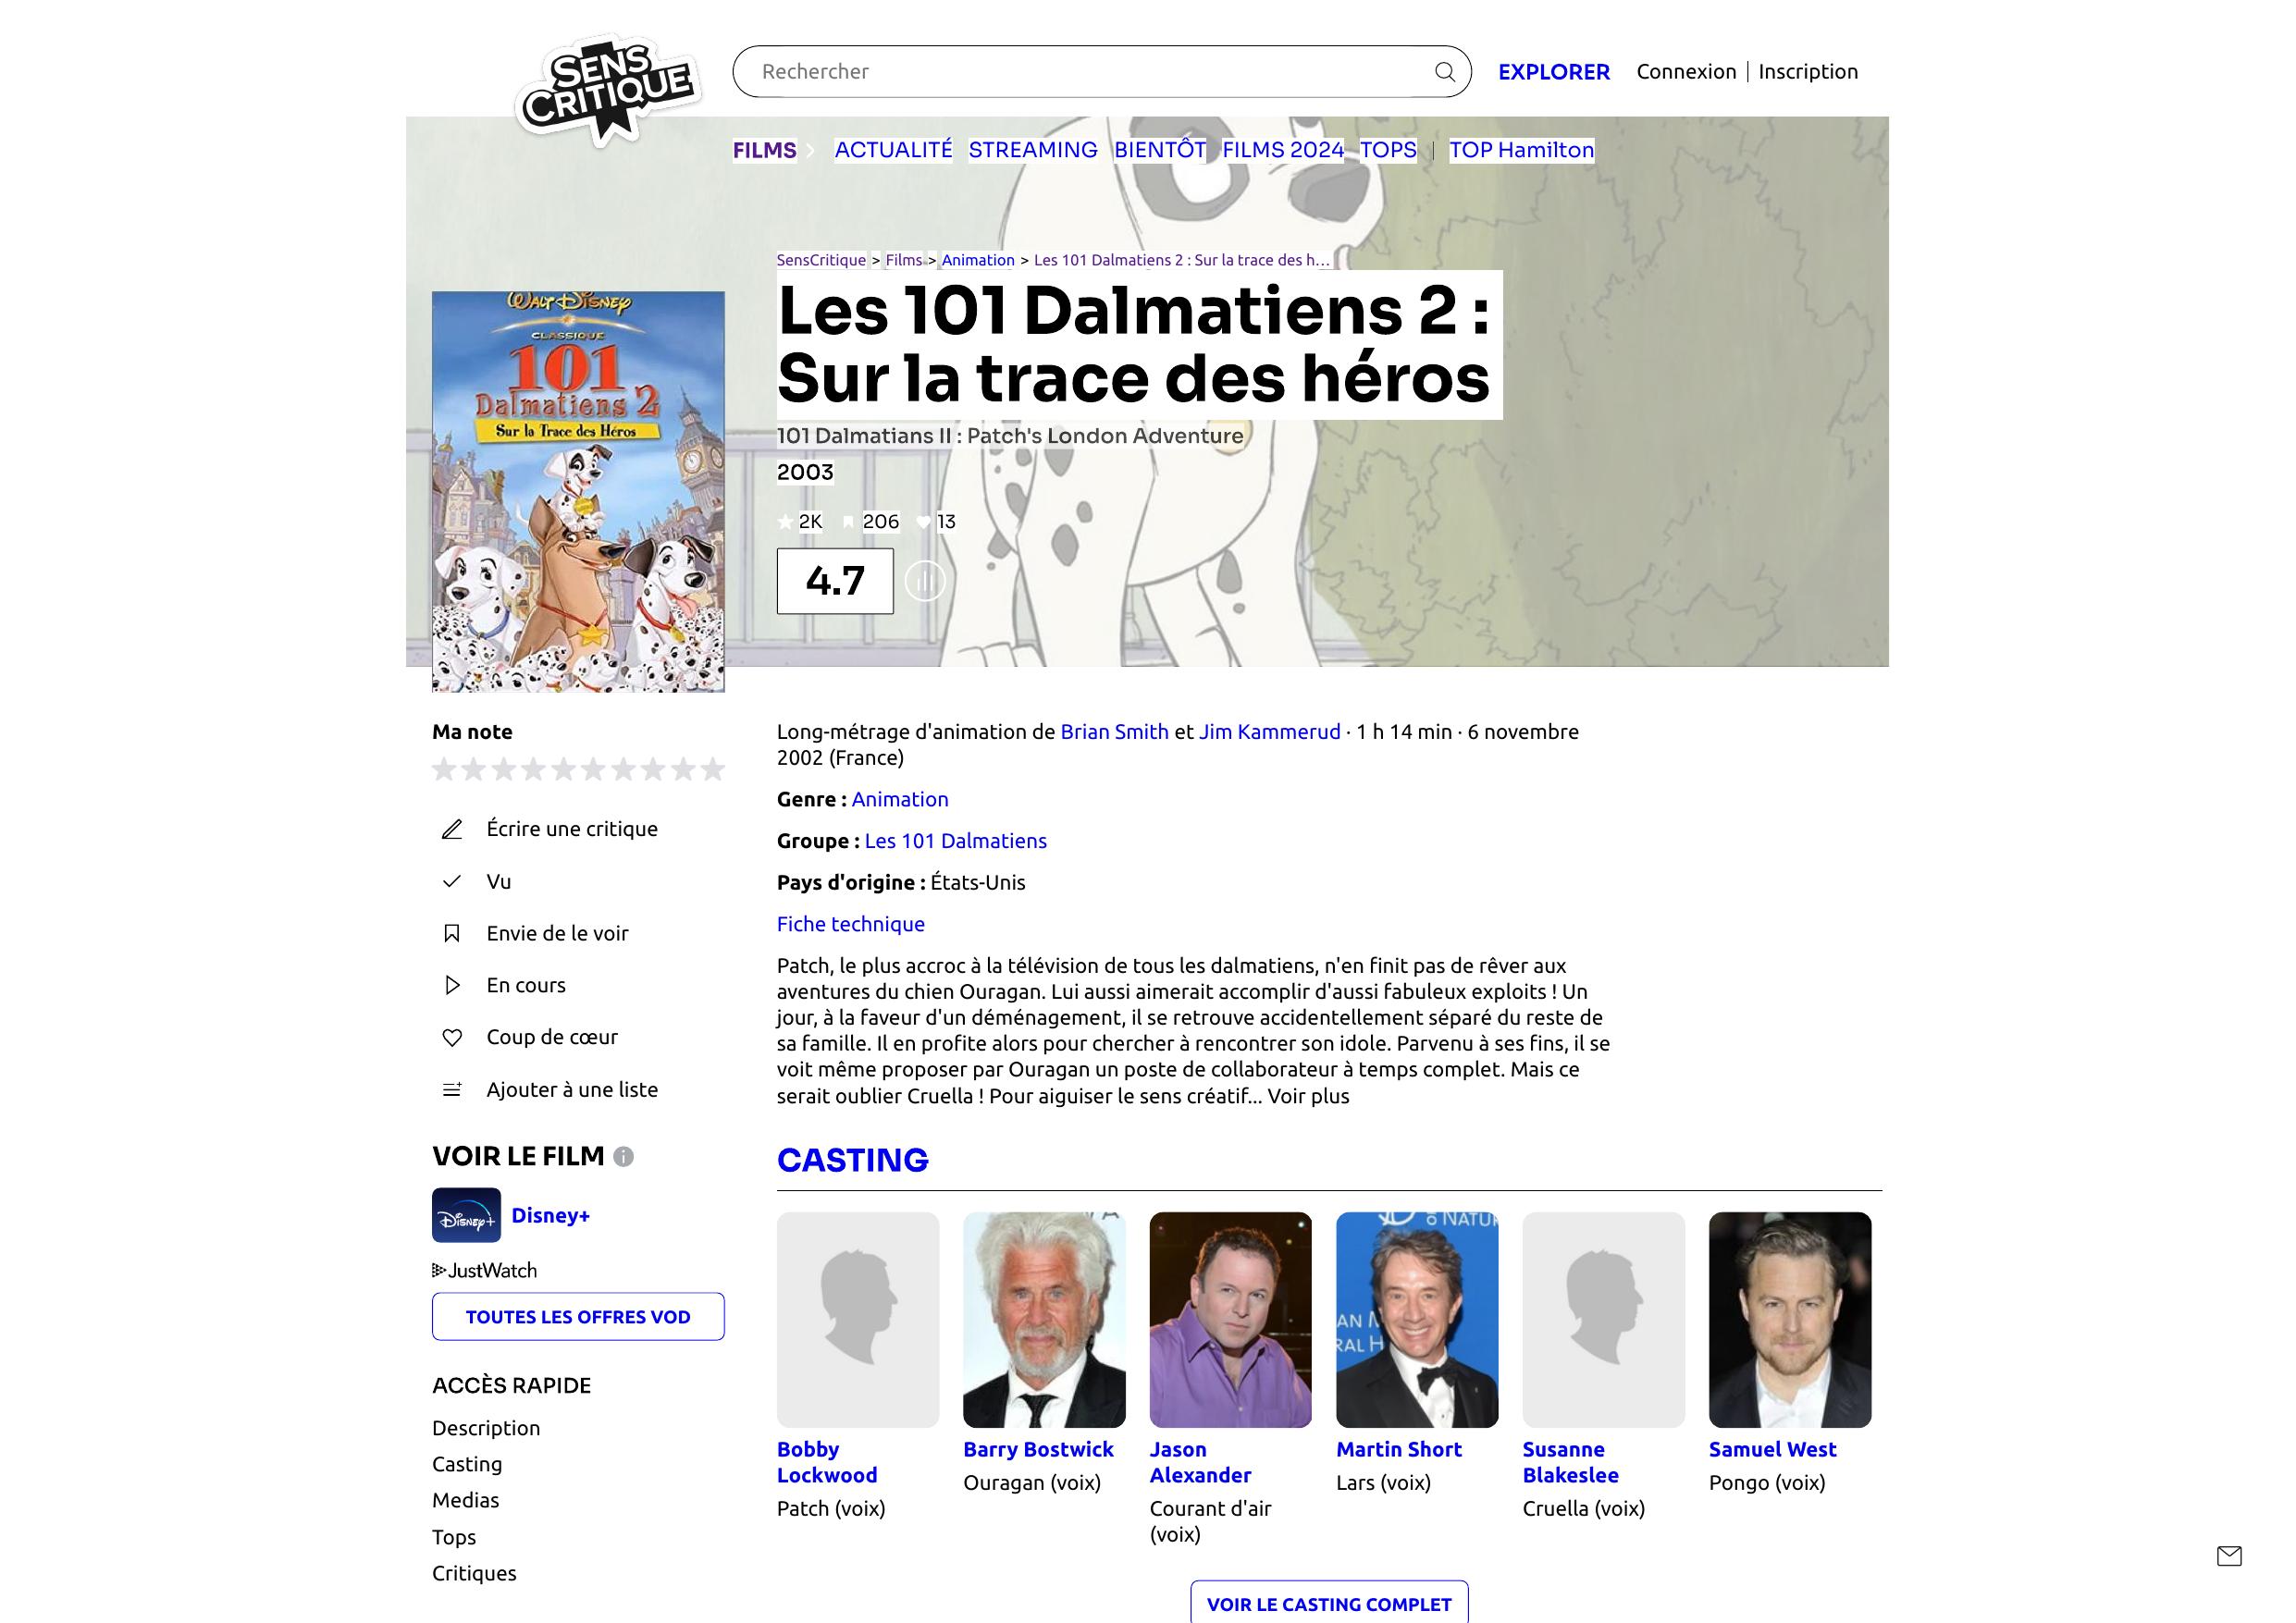 SENS
CRITIQUE
Rechercher
EXPLORER
Connexion | Inscription
FILMS
ACTUALITÉ
STREAMING
BIENTÔT
FILMS 2024
TOPS
TOP Hamilton
SensCritique > Films > Animation > Les 101 Dalmatiens 2 : Sur la trace des h...
Les 101 Dalmatiens 2 :
Sur la trace des héros
101 Dalmatians II : Patch's London Adventure
2003
2K 206 13
4.7
WALT DISNEY
CLASSIQUE
101
Dalmatiens 2
Sur la Trace des Héros
Ma note
Écrire une critique
Vu
Envie de le voir
En cours
Coup de cœur
Ajouter à une liste
VOIR LE FILM
Disney+
Disney+
JustWatch
TOUTES LES OFFRES VOD
ACCÈS RAPIDE
Description
Casting
Medias
Tops
Critiques
Long-métrage d'animation de Brian Smith et Jim Kammerud · 1 h 14 min · 6 novembre
2002 (France)
Genre : Animation
Groupe : Les 101 Dalmatiens
Pays d'origine : États-Unis
Fiche technique
Patch, le plus accroc à la télévision de tous les dalmatiens, n'en finit pas de rêver aux
aventures du chien Ouragan. Lui aussi aimerait accomplir d'aussi fabuleux exploits ! Un
jour, à la faveur d'un déménagement, il se retrouve accidentellement séparé du reste de
sa famille. Il en profite alors pour chercher à rencontrer son idole. Parvenu à ses fins, il se
voit même proposer par Ouragan un poste de collaborateur à temps complet. Mais ce
serait oublier Cruella ! Pour aiguiser le sens créatif... Voir plus
CASTING
Bobby
Lockwood
Patch (voix)
Barry Bostwick
Ouragan (voix)
Jason
Alexander
Courant d'air
(voix)
Martin Short
Lars (voix)
Susanne
Blakeslee
Cruella (voix)
Samuel West
Pongo (voix)
VOIR LE CASTING COMPLET